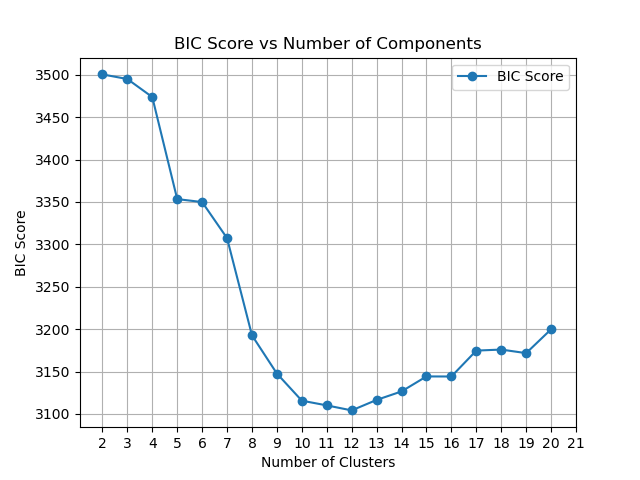 BIC Score vs Number of Components
BIC Score
3500
3450
3400
3350
3300
3250
3200
3150
3100
BIC Score
2 3 4 5 6 7 8 9 10 11 12 13 14 15 16 17 18 19 20 21
Number of Clusters